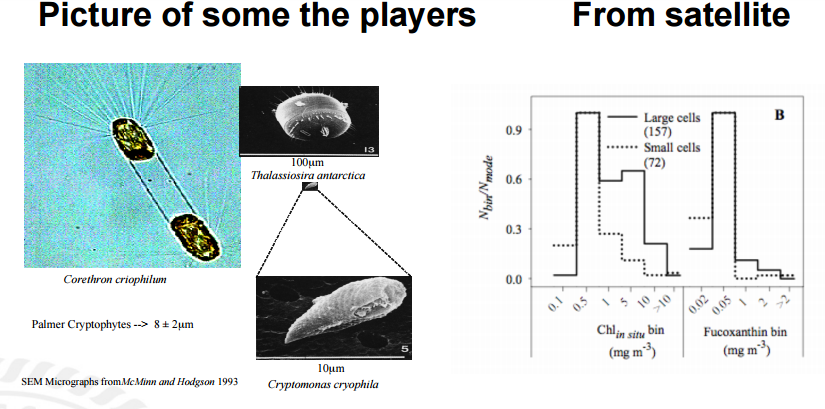 Picture of some the players
From satellite
13
100μm
Thalassiosira antarctica
5
10μm
Cryptomonas cryophila
Corethron criophilum
Palmer Cryptophytes --> 8 ± 2μm
SEM Micrographs fromMcMinn and Hodgson 1993
B
Large cells
(157)
Small cells
(72)
Nbin/Nmode
0.9
0.6
0.3
0.0
0.1 0.5 1 5 10 >10
0.02 0.05 1 2 >2
Chlin situ bin
(mg m-3)
Fucoxanthin bin
(mg m-3)